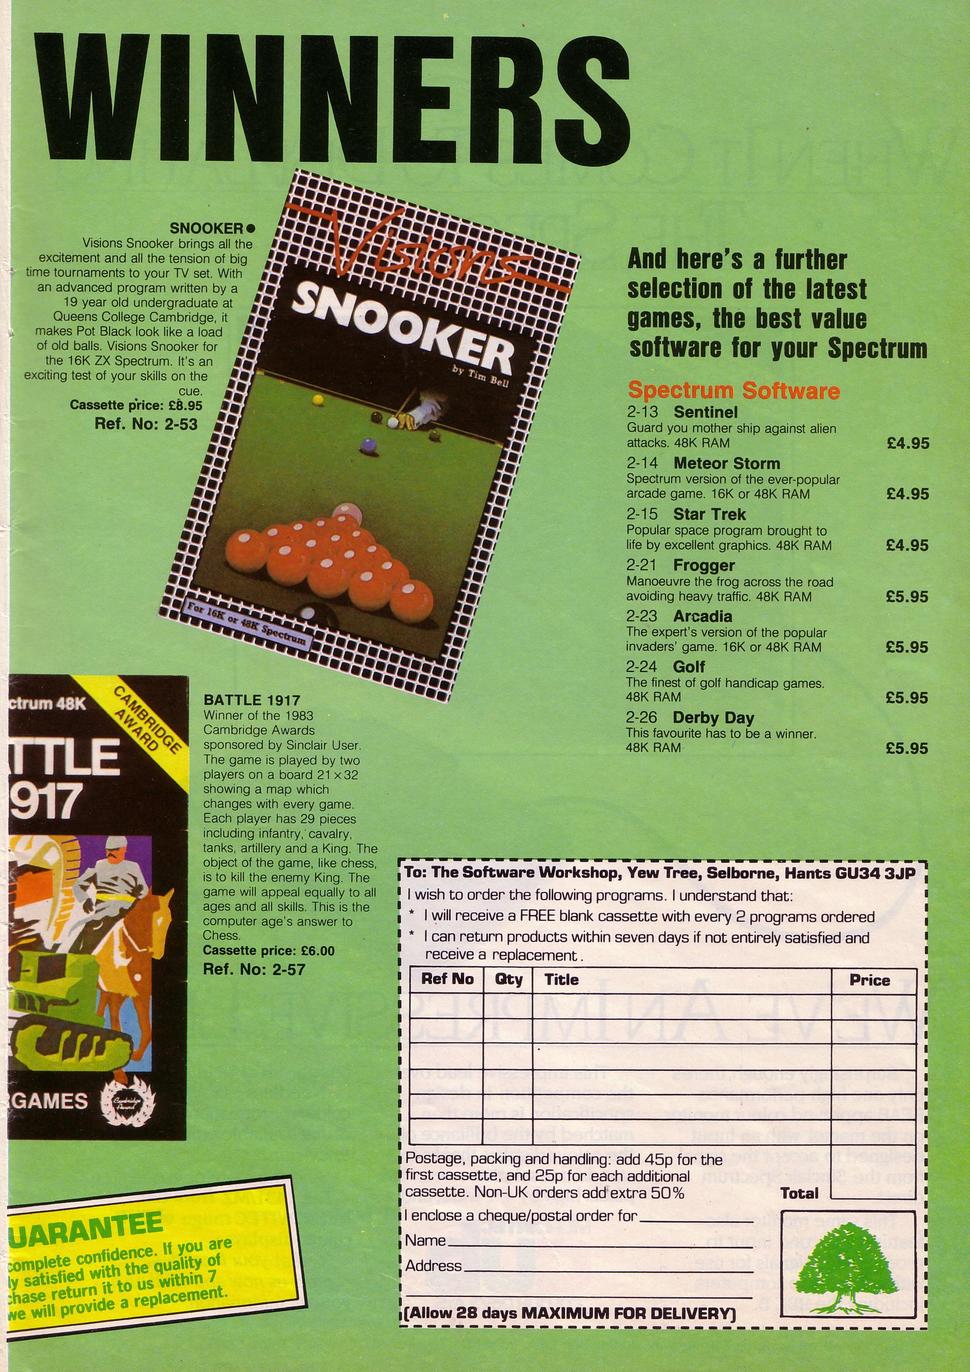 WINNERS
SNOOKER●
Visions Snooker brings all the
excitement and all the tension of big
time tournaments to your TV set. With
an advanced program written by a
19 year old undergraduate at
Queens College Cambridge, it
makes Pot Black look like a load
of old balls. Visions Snooker for
the 16K ZX Spectrum. It's an
exciting test of your skills on the
cue.
Cassette price: £8.95
Ref. No: 2-53
Visions
SNOOKER
by Tim Bell
For 16K or 48K Spectrum
And here's a further
selection of the latest
games, the best value
software for your Spectrum
Spectrum Software
2-13 Sentinel
Guard you mother ship against alien
attacks. 48K RAM £4.95
2-14 Meteor Storm
Spectrum version of the ever-popular
arcade game. 16K or 48K RAM £4.95
2-15 Star Trek
Popular space program brought to
life by excellent graphics. 48K RAM £4.95
2-21 Frogger
Manoeuvre the frog across the road
avoiding heavy traffic. 48K RAM £5.95
2-23 Arcadia
The expert's version of the popular
invaders' game. 16K or 48K RAM £5.95
2-24 Golf
The finest of golf handicap games.
48K RAM £5.95
2-26 Derby Day
This favourite has to be a winner.
48K RAM £5.95
ctrum 48K
CAMBRIDGE
AWARD
TTLE
917
RGAMES
Cambridge
Award
BATTLE 1917
Winner of the 1983
Cambridge Awards
sponsored by Sinclair User.
The game is played by two
players on a board 21×32
showing a map which
changes with every game.
Each player has 29 pieces
including infantry, cavalry,
tanks, artillery and a King. The
object of the game, like chess,
is to kill the enemy King. The
game will appeal equally to all
ages and all skills. This is the
computer age's answer to
Chess.
Cassette price: £6.00
Ref. No: 2-57
UARANTEE
complete confidence. If you are
ly satisfied with the quality of
chase return it to us within 7
we will provide a replacement.
To: The Software Workshop, Yew Tree, Selborne, Hants GU34 3JP
I wish to order the following programs. I understand that:
* I will receive a FREE blank cassette with every 2 programs ordered
* I can return products within seven days if not entirely satisfied and
receive a replacement.
Ref No Qty Title Price
Postage, packing and handling: add 45p for the
first cassette, and 25p for each additional
cassette. Non-UK orders add extra 50%
Total
I enclose a cheque/postal order for
Name
Address
(Allow 28 days MAXIMUM FOR DELIVERY)